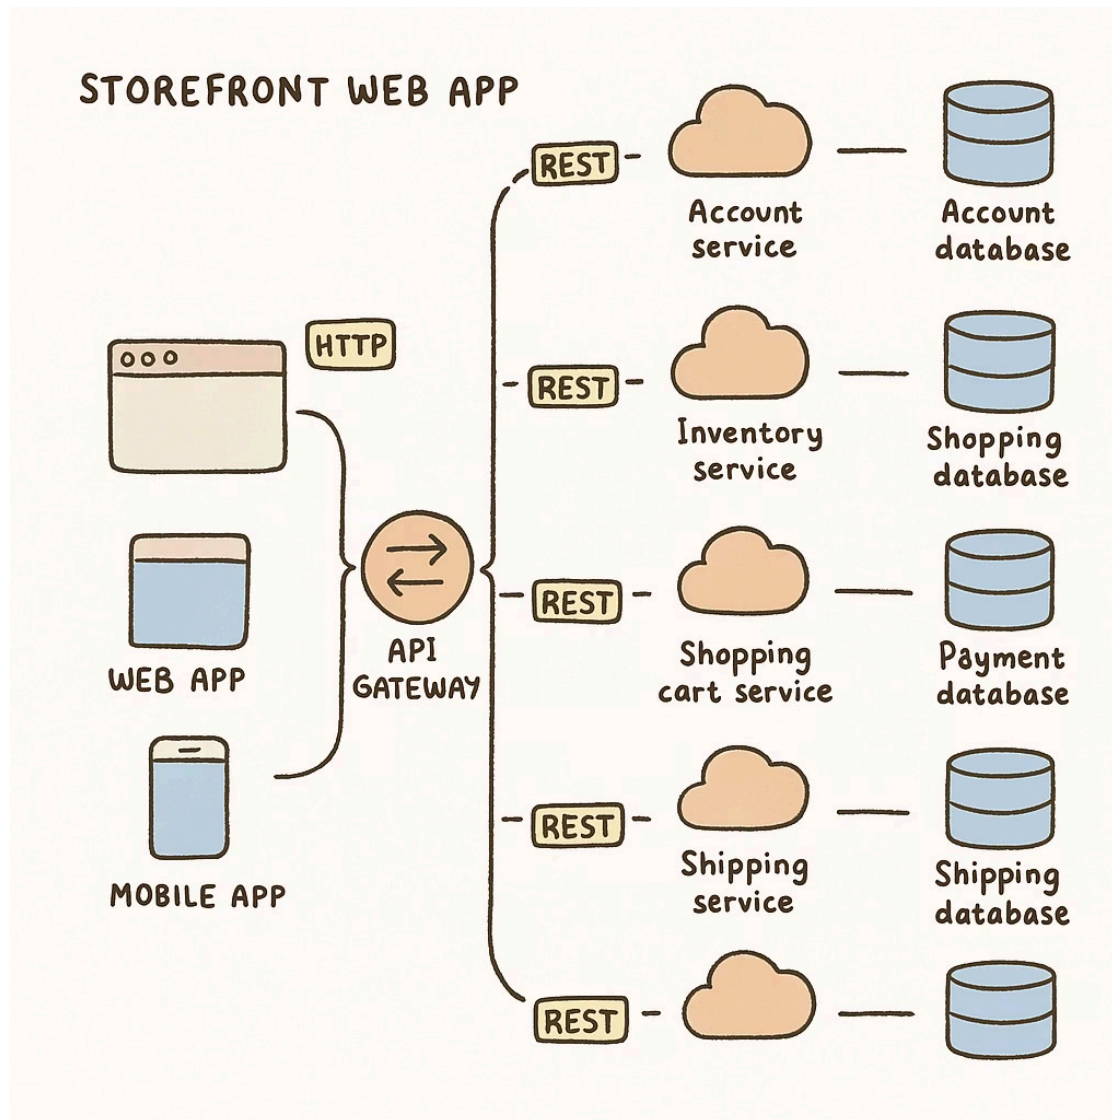 STOREFRONT WEB APP
HTTP
WEB APP
MOBILE APP
API
GATEWAY
REST
Account
service
Account
database
REST
Inventory
service
Shopping
database
REST
Shopping
cart service
Payment
database
REST
Shipping
service
Shipping
database
REST